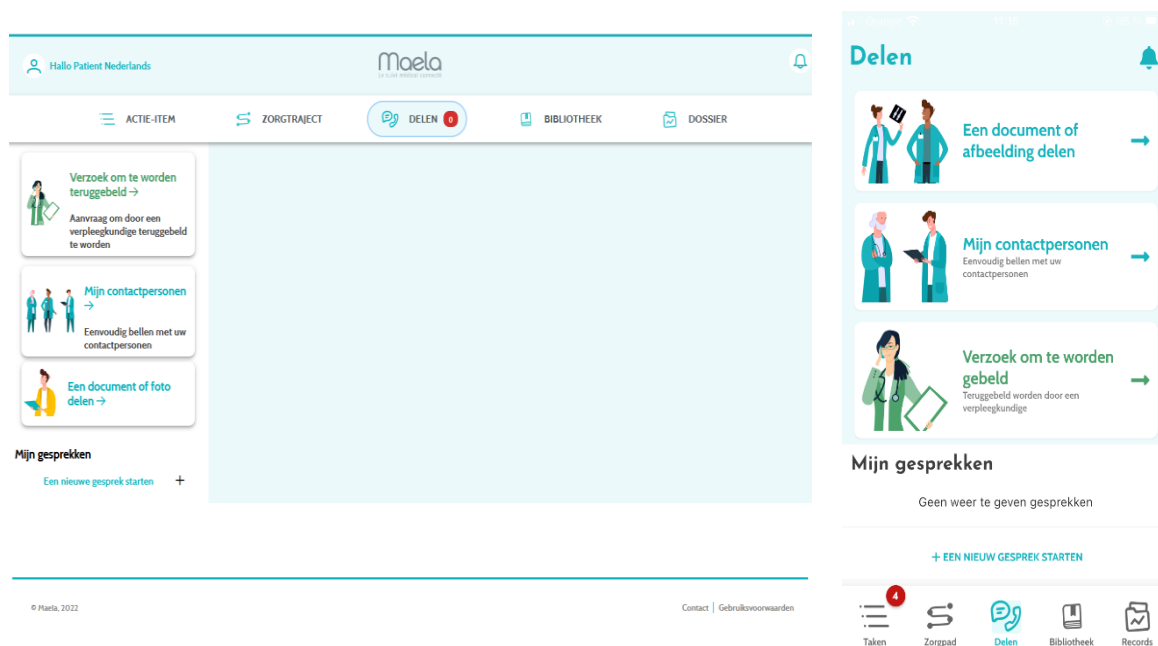 Hallo Patient Nederlands
Maela
ACTIE-ITEM
ZORGTRAJECT
DELEN 0
BIBLIOTHEEK
DOSSIER
Verzoek om te worden
teruggebeld →
Aanvraag om door een
verpleegkundige teruggebeld
te worden
Mijn contactpersonen
→
Eenvoudig bellen met uw
contactpersonen
Een document of foto
delen →
Mijn gesprekken
Een nieuwe gesprek starten +
© Maela, 2022
Contact | Gebruiksvoorwaarden
Delen
Een document of
afbeelding delen
Mijn contactpersonen
Eenvoudig bellen met uw
contactpersonen
Verzoek om te worden
gebeld
Teruggebeld worden door een
verpleegkundige
Mijn gesprekken
Geen weer te geven gesprekken
+ EEN NIEUW GESPREK STARTEN
4
Taken
Zorgpad
Delen
Bibliotheek
Records